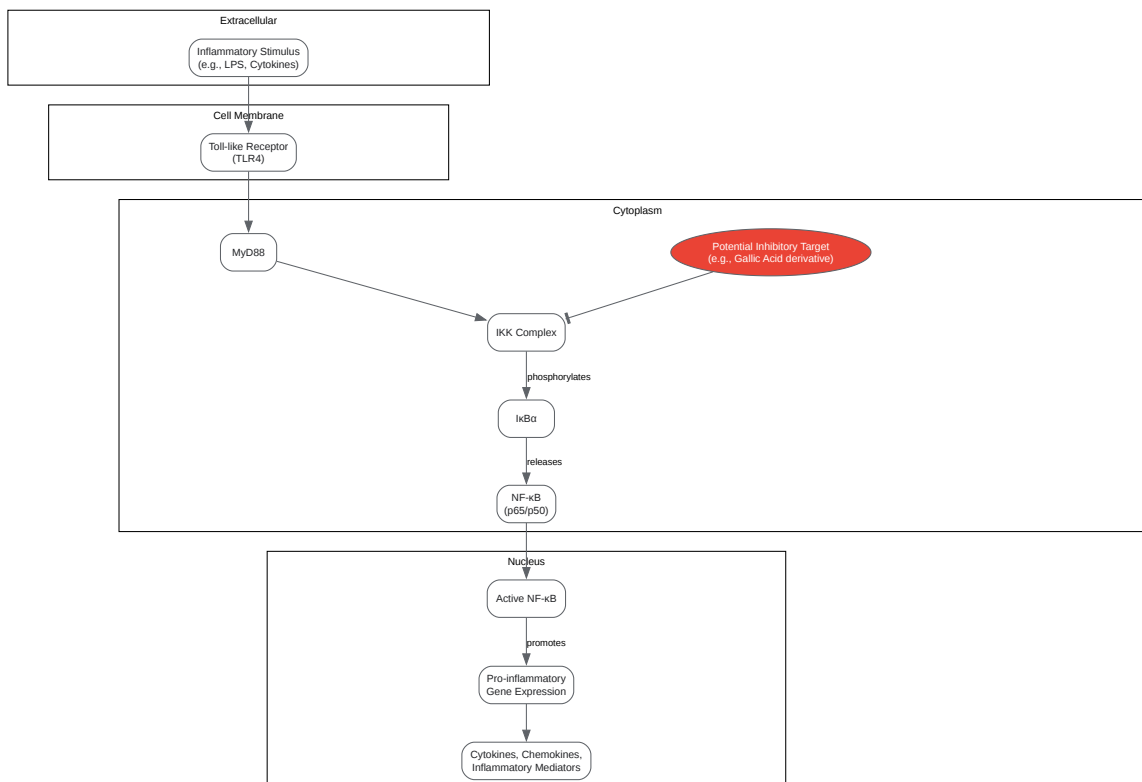 Extracellular
Inflammatory Stimulus
(e.g., LPS, Cytokines)
Cell Membrane
Toll-like Receptor
(TLR4)
Cytoplasm
MyD88
Potential Inhibitory Target
(e.g., Gallic Acid derivative)
IKK Complex
phosphorylates
IκBα
releases
NF-κB
(p65/p50)
Nucleus
Active NF-κB
promotes
Pro-inflammatory
Gene Expression
Cytokines, Chemokines,
Inflammatory Mediators